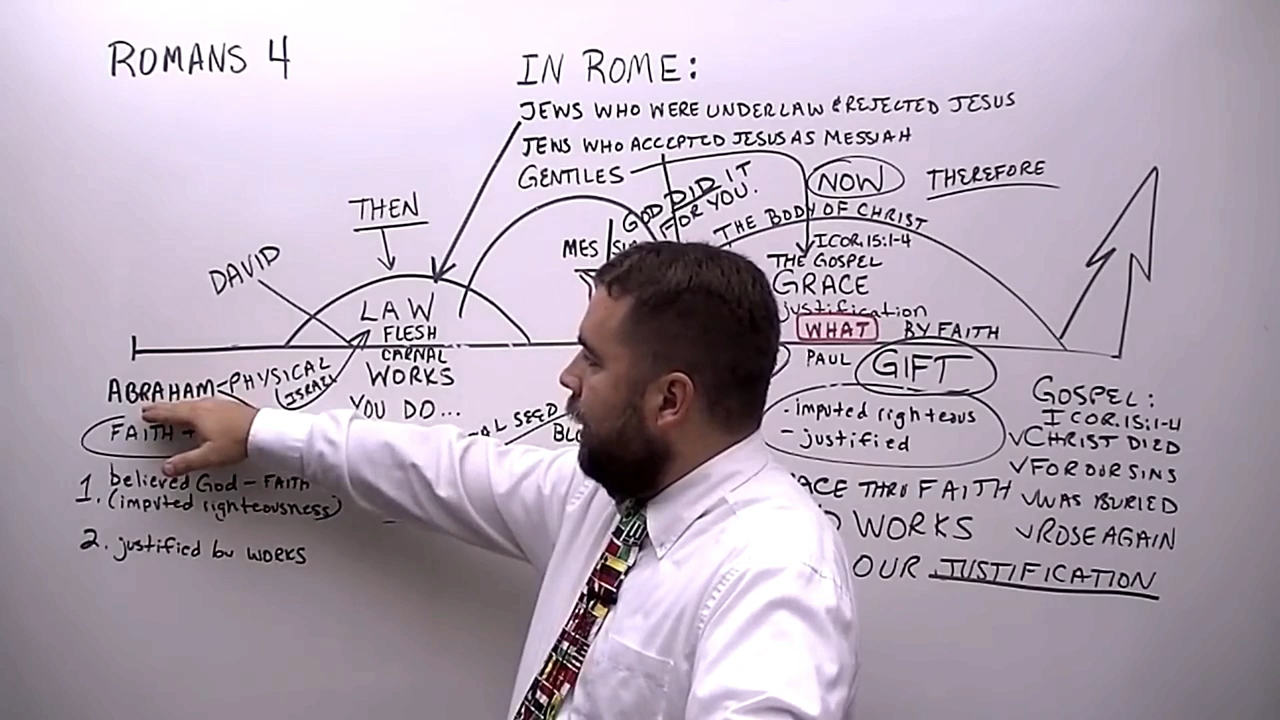 ROMANS 4
IN ROME:
JEWS WHO WERE UNDER LAW & REJECTED JESUS
JEWS WHO ACCEPTED JESUS AS MESSIAH
GENTILES
GOD DID IT
FOR YOU.
NOW
THEREFORE
THEN
THE BODY OF CHRIST
MES
DAVID
I COR. 15:1-4
THE GOSPEL
GRACE
justification
LAW
FLESH
WHAT
BY FAITH
CARNAL
WORKS
PAUL
GIFT
ABRAHAM - PHYSICAL
ISRAEL
YOU DO...
SEED
FAITH
- imputed righteous
- justified
GOSPEL:
I COR. 15:1-4
✓CHRIST DIED
✓FOR OUR SINS
✓WAS BURIED
✓ROSE AGAIN
1. believed God - FAITH
(imputed righteousness)
2. justified by WORKS
THRU FAITH
WORKS
OUR JUSTIFICATION